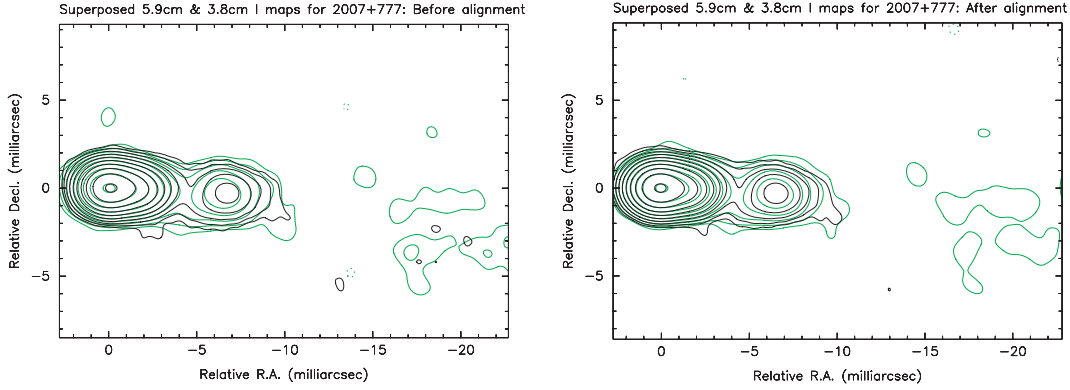 Superposed 5.9cm & 3.8cm I maps for 2007+777: Before alignment
Relative Decl. (milliarcsec)
5
0
−5
0
−5
−10
−15
−20
Relative R.A. (milliarcsec)
Superposed 5.9cm & 3.8cm I maps for 2007+777: After alignment
Relative Decl. (milliarcsec)
5
0
−5
0
−5
−10
−15
−20
Relative R.A. (milliarcsec)